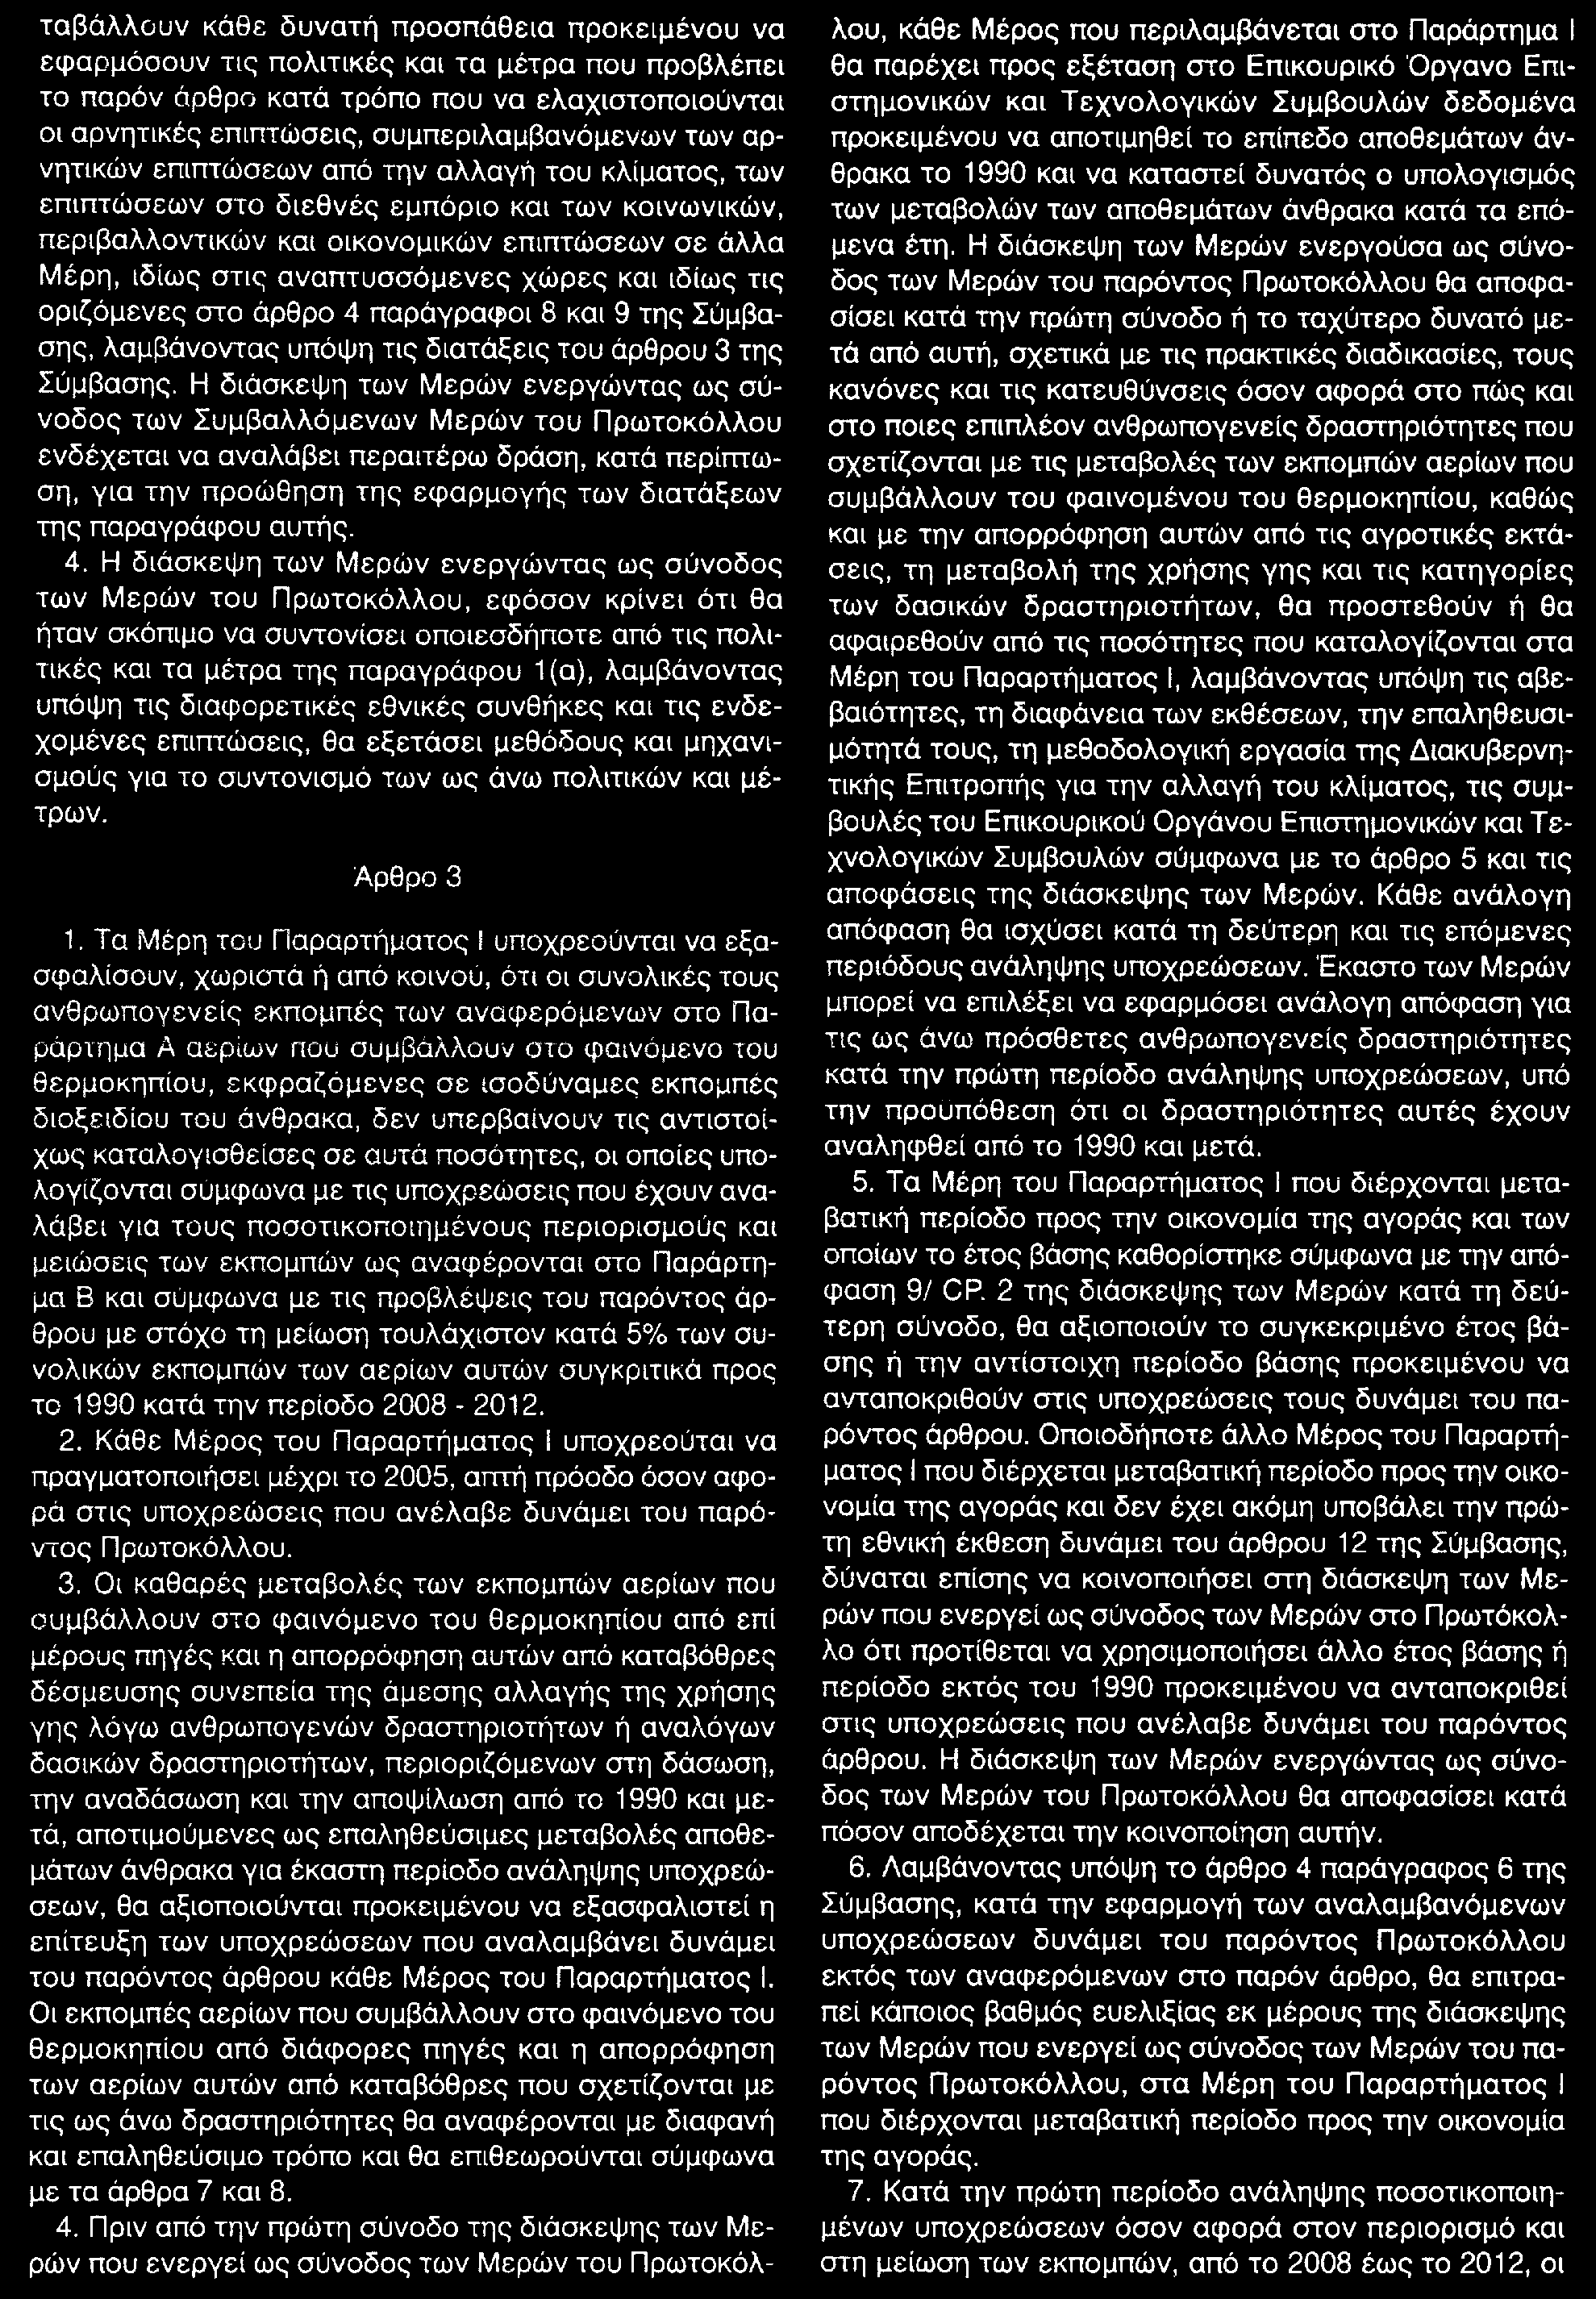 ταβάλλουν κάθε δυνατή προσπάθεια προκειμένου να
εφαρμόσουν τις πολιτικές και τα μέτρα που προβλέπει
το παρόν άρθρο κατά τρόπο που να ελαχιστοποιούνται
οι αρνητικές επιπτώσεις, συμπεριλαμβανόμενων των αρ-
νητικών επιπτώσεων από την αλλαγή του κλίματος, των
επιπτώσεων στο διεθνές εμπόριο και των κοινωνικών,
περιβαλλοντικών και οικονομικών επιπτώσεων σε άλλα
Μέρη, ιδίως στις αναπτυσσόμενες χώρες και ιδίως τις
οριζόμενες στο άρθρο 4 παράγραφοι 8 και 9 της Σύμβα-
σης, λαμβάνοντας υπόψη τις διατάξεις του άρθρου 3 της
Σύμβασης. Η διάσκεψη των Μερών ενεργώντας ως σύ-
νοδος των Συμβαλλόμενων Μερών του Πρωτοκόλλου
ενδέχεται να αναλάβει περαιτέρω δράση, κατά περίπτω-
ση, για την προώθηση της εφαρμογής των διατάξεων
της παραγράφου αυτής.
4. Η διάσκεψη των Μερών ενεργώντας ως σύνοδος
των Μερών του Πρωτοκόλλου, εφόσον κρίνει ότι θα
ήταν σκόπιμο να συντονίσει οποιεσδήποτε από τις πολι-
τικές και τα μέτρα της παραγράφου 1(α), λαμβάνοντας
υπόψη τις διαφορετικές εθνικές συνθήκες και τις ενδε-
χομένες επιπτώσεις, θα εξετάσει μεθόδους και μηχανι-
σμούς για το συντονισμό των ως άνω πολιτικών και μέ-
τρων.
Άρθρο 3
1. Τα Μέρη του Παραρτήματος Ι υποχρεούνται να εξα-
σφαλίσουν, χωριστά ή από κοινού, ότι οι συνολικές τους
ανθρωπογενείς εκπομπές των αναφερόμενων στο Πα-
ράρτημα Α αερίων που συμβάλλουν στο φαινόμενο του
θερμοκηπίου, εκφραζόμενες σε ισοδύναμες εκπομπές
διοξειδίου του άνθρακα, δεν υπερβαίνουν τις αντιστοί-
χως καταλογισθείσες σε αυτά ποσότητες, οι οποίες υπο-
λογίζονται σύμφωνα με τις υποχρεώσεις που έχουν ανα-
λάβει για τους ποσοτικοποιημένους περιορισμούς και
μειώσεις των εκπομπών ως αναφέρονται στο Παράρτη-
μα Β και σύμφωνα με τις προβλέψεις του παρόντος άρ-
θρου με στόχο τη μείωση τουλάχιστον κατά 5% των συ-
νολικών εκπομπών των αερίων αυτών συγκριτικά προς
το 1990 κατά την περίοδο 2008 - 2012.
2. Κάθε Μέρος του Παραρτήματος Ι υποχρεούται να
πραγματοποιήσει μέχρι το 2005, απτή πρόοδο όσον αφο-
ρά στις υποχρεώσεις που ανέλαβε δυνάμει του παρό-
ντος Πρωτοκόλλου.
3. Οι καθαρές μεταβολές των εκπομπών αερίων που
συμβάλλουν στο φαινόμενο του θερμοκηπίου από επί
μέρους πηγές και η απορρόφηση αυτών από καταβόθρες
δέσμευσης συνεπεία της άμεσης αλλαγής της χρήσης
γης λόγω ανθρωπογενών δραστηριοτήτων ή αναλόγων
δασικών δραστηριοτήτων, περιοριζόμενων στη δάσωση,
την αναδάσωση και την αποψίλωση από το 1990 και με-
τά, αποτιμούμενες ως επαληθεύσιμες μεταβολές αποθε-
μάτων άνθρακα για έκαστη περίοδο ανάληψης υποχρεώ-
σεων, θα αξιοποιούνται προκειμένου να εξασφαλιστεί η
επίτευξη των υποχρεώσεων που αναλαμβάνει δυνάμει
του παρόντος άρθρου κάθε Μέρος του Παραρτήματος Ι.
Οι εκπομπές αερίων που συμβάλλουν στο φαινόμενο του
θερμοκηπίου από διάφορες πηγές και η απορρόφηση
των αερίων αυτών από καταβόθρες που σχετίζονται με
τις ως άνω δραστηριότητες θα αναφέρονται με διαφανή
και επαληθεύσιμο τρόπο και θα επιθεωρούνται σύμφωνα
με τα άρθρα 7 και 8.
4. Πριν από την πρώτη σύνοδο της διάσκεψης των Με-
ρών που ενεργεί ως σύνοδος των Μερών του Πρωτοκόλ-
λου, κάθε Μέρος που περιλαμβάνεται στο Παράρτημα Ι
θα παρέχει προς εξέταση στο Επικουρικό Όργανο Επι-
στημονικών και Τεχνολογικών Συμβουλών δεδομένα
προκειμένου να αποτιμηθεί το επίπεδο αποθεμάτων άν-
θρακα το 1990 και να καταστεί δυνατός ο υπολογισμός
των μεταβολών των αποθεμάτων άνθρακα κατά τα επό-
μενα έτη. Η διάσκεψη των Μερών ενεργούσα ως σύνο-
δος των Μερών του παρόντος Πρωτοκόλλου θα αποφα-
σίσει κατά την πρώτη σύνοδο ή το ταχύτερο δυνατό με-
τά από αυτή, σχετικά με τις πρακτικές διαδικασίες, τους
κανόνες και τις κατευθύνσεις όσον αφορά στο πώς και
στο ποιες επιπλέον ανθρωπογενείς δραστηριότητες που
σχετίζονται με τις μεταβολές των εκπομπών αερίων που
συμβάλλουν του φαινομένου του θερμοκηπίου, καθώς
και με την απορρόφηση αυτών από τις αγροτικές εκτά-
σεις, τη μεταβολή της χρήσης γης και τις κατηγορίες
των δασικών δραστηριοτήτων, θα προστεθούν ή θα
αφαιρεθούν από τις ποσότητες που καταλογίζονται στα
Μέρη του Παραρτήματος Ι, λαμβάνοντας υπόψη τις αβε-
βαιότητες, τη διαφάνεια των εκθέσεων, την επαληθευσι-
μότητά τους, τη μεθοδολογική εργασία της Διακυβερνη-
τικής Επιτροπής για την αλλαγή του κλίματος, τις συμ-
βουλές του Επικουρικού Οργάνου Επιστημονικών και Τε-
χνολογικών Συμβουλών σύμφωνα με το άρθρο 5 και τις
αποφάσεις της διάσκεψης των Μερών. Κάθε ανάλογη
απόφαση θα ισχύσει κατά τη δεύτερη και τις επόμενες
περιόδους ανάληψης υποχρεώσεων. Έκαστο των Μερών
μπορεί να επιλέξει να εφαρμόσει ανάλογη απόφαση για
τις ως άνω πρόσθετες ανθρωπογενείς δραστηριότητες
κατά την πρώτη περίοδο ανάληψης υποχρεώσεων, υπό
την προϋπόθεση ότι οι δραστηριότητες αυτές έχουν
αναληφθεί από το 1990 και μετά.
5. Τα Μέρη του Παραρτήματος Ι που διέρχονται μετα-
βατική περίοδο προς την οικονομία της αγοράς και των
οποίων το έτος βάσης καθορίστηκε σύμφωνα με την από-
φαση 9/ CP. 2 της διάσκεψης των Μερών κατά τη δεύ-
τερη σύνοδο, θα αξιοποιούν το συγκεκριμένο έτος βά-
σης ή την αντίστοιχη περίοδο βάσης προκειμένου να
ανταποκριθούν στις υποχρεώσεις τους δυνάμει του πα-
ρόντος άρθρου. Οποιοδήποτε άλλο Μέρος του Παραρτή-
ματος Ι που διέρχεται μεταβατική περίοδο προς την οικο-
νομία της αγοράς και δεν έχει ακόμη υποβάλει την πρώ-
τη εθνική έκθεση δυνάμει του άρθρου 12 της Σύμβασης,
δύναται επίσης να κοινοποιήσει στη διάσκεψη των Με-
ρών που ενεργεί ως σύνοδος των Μερών στο Πρωτόκολ-
λο ότι προτίθεται να χρησιμοποιήσει άλλο έτος βάσης ή
περίοδο εκτός του 1990 προκειμένου να ανταποκριθεί
στις υποχρεώσεις που ανέλαβε δυνάμει του παρόντος
άρθρου. Η διάσκεψη των Μερών ενεργώντας ως σύνο-
δος των Μερών του Πρωτοκόλλου θα αποφασίσει κατά
πόσον αποδέχεται την κοινοποίηση αυτήν.
6. Λαμβάνοντας υπόψη το άρθρο 4 παράγραφος 6 της
Σύμβασης, κατά την εφαρμογή των αναλαμβανόμενων
υποχρεώσεων δυνάμει του παρόντος Πρωτοκόλλου
εκτός των αναφερόμενων στο παρόν άρθρο, θα επιτρα-
πεί κάποιος βαθμός ευελιξίας εκ μέρους της διάσκεψης
των Μερών που ενεργεί ως σύνοδος των Μερών του πα-
ρόντος Πρωτοκόλλου, στα Μέρη του Παραρτήματος Ι
που διέρχονται μεταβατική περίοδο προς την οικονομία
της αγοράς.
7. Κατά την πρώτη περίοδο ανάληψης ποσοτικοποιη-
μένων υποχρεώσεων όσον αφορά στον περιορισμό και
στη μείωση των εκπομπών, από το 2008 έως το 2012, οι